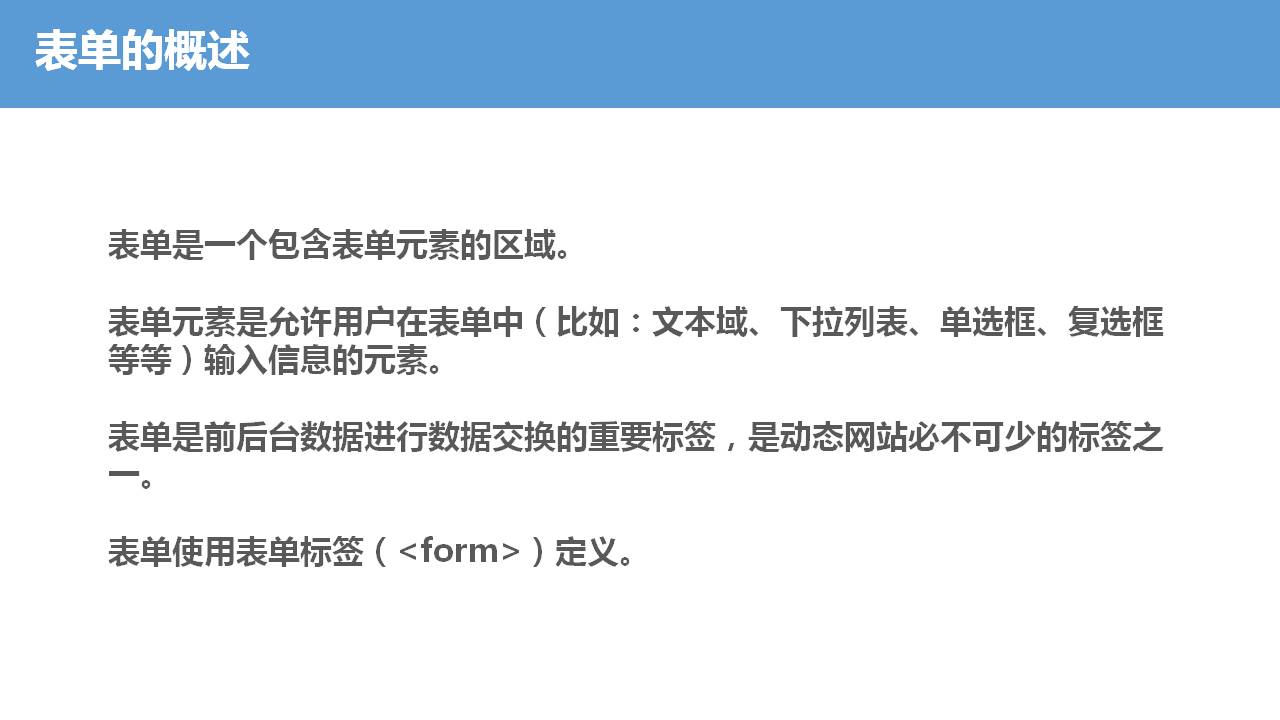 表单的概述
表单是一个包含表单元素的区域。
表单元素是允许用户在表单中（比如：文本域、下拉列表、单选框、复选框
等等）输入信息的元素。
表单是前后台数据进行数据交换的重要标签，是动态网站必不可少的标签之
一。
表单使用表单标签（<form>）定义。